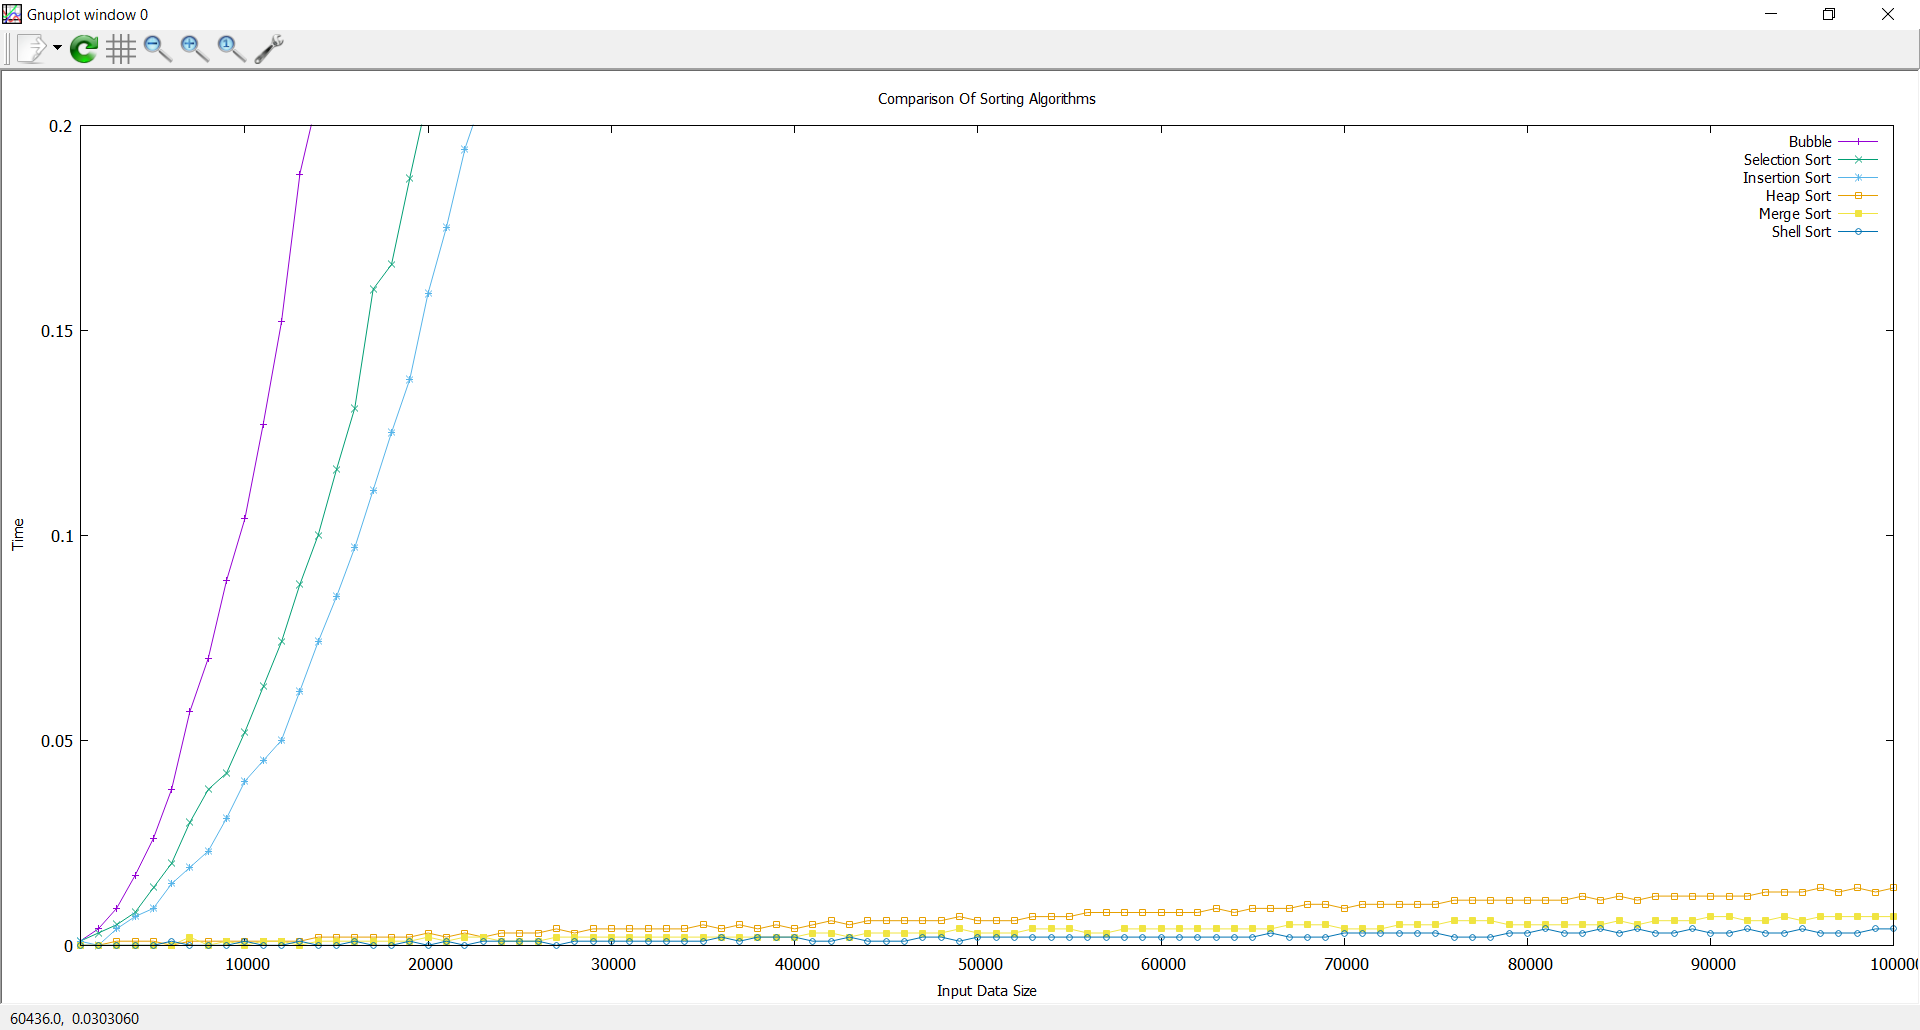 Gnuplot window 0
1
Comparison Of Sorting Algorithms
0.2
0.15
0.1
0.05
0
Time
Bubble
Selection Sort
Insertion Sort
Heap Sort
Merge Sort
Shell Sort
10000 20000 30000 40000 50000 60000 70000 80000 90000 100000
Input Data Size
60436.0, 0.0303060